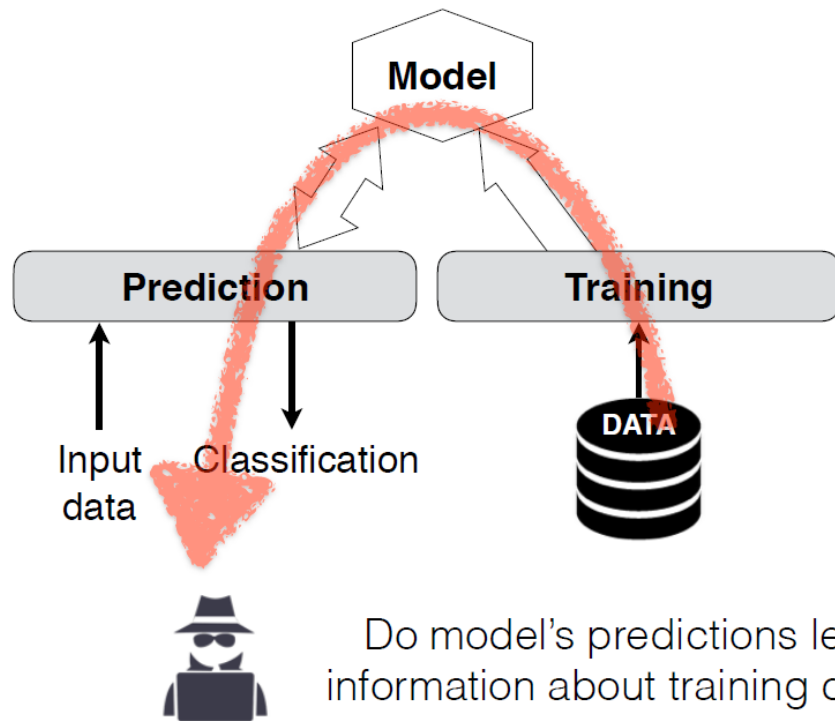 Model
Prediction
Training
DATA
Input
data
Classification
Do model's predictions le
information about training